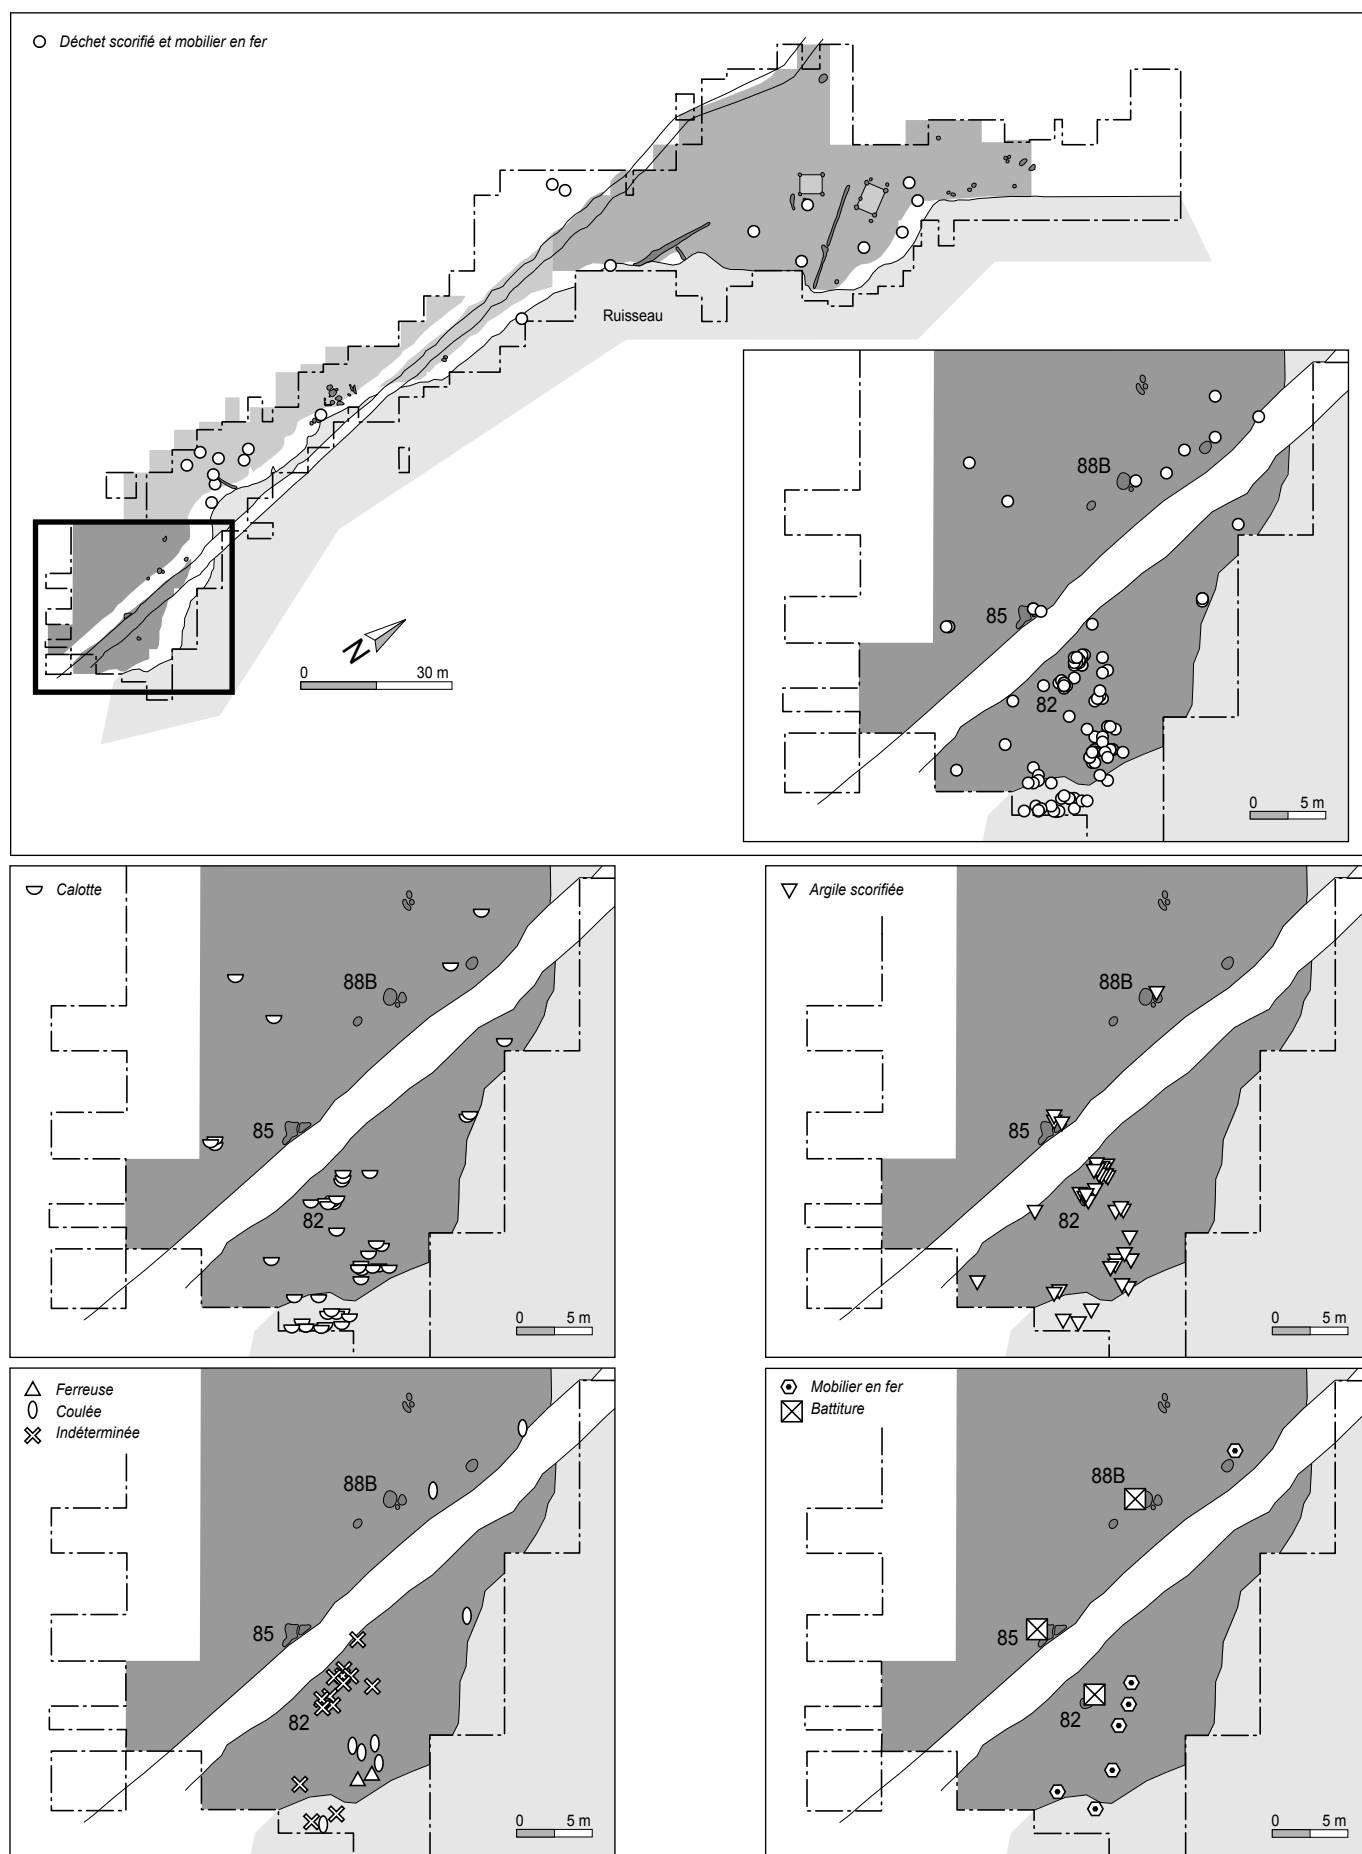 Déchet scorifié et mobilier en fer
Ruisseau
N
0 30 m
88B
85
82
0 5 m
Calotte
88B
85
82
0 5 m
Argile scorifiée
88B
85
82
0 5 m
Ferreuse
Coulée
Indéterminée
88B
85
82
0 5 m
Mobilier en fer
Battiture
88B
85
82
0 5 m